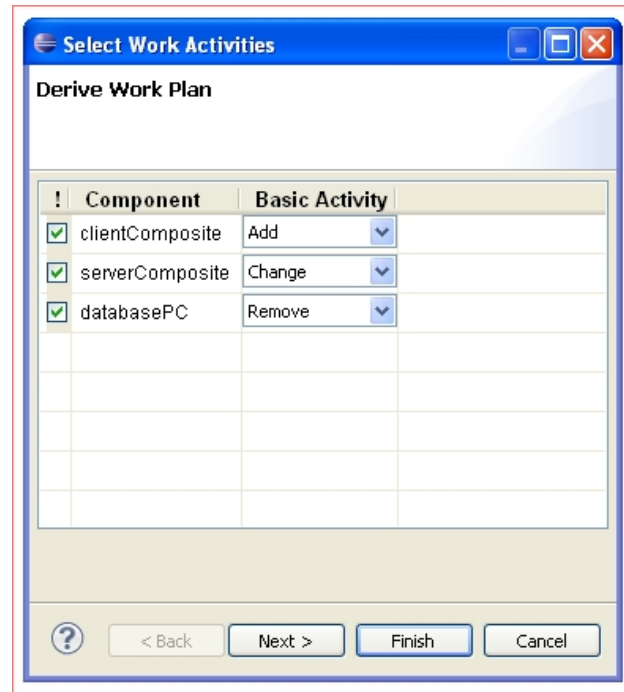 Select Work Activities
Derive Work Plan
! Component Basic Activity
clientComposite Add
serverComposite Change
databasePC Remove
? < Back Next > Finish Cancel